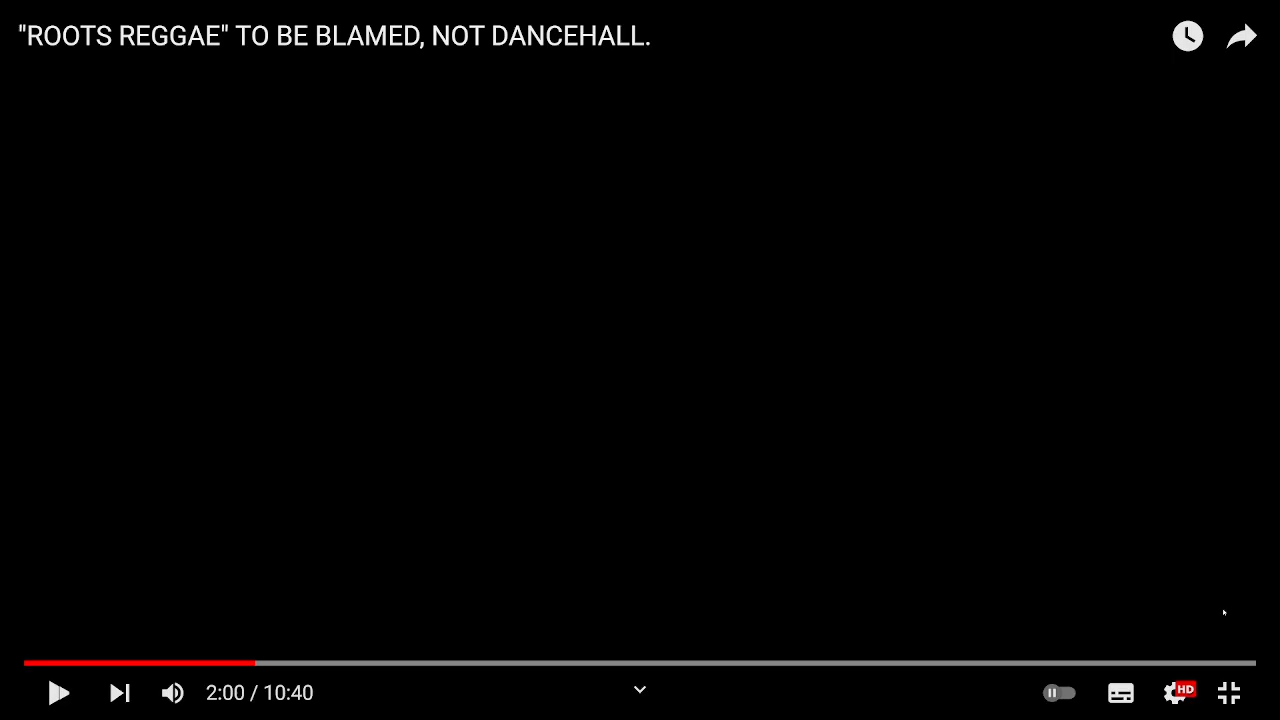 "ROOTS REGGAE" TO BE BLAMED, NOT DANCEHALL.
2:00 / 10:40
HD